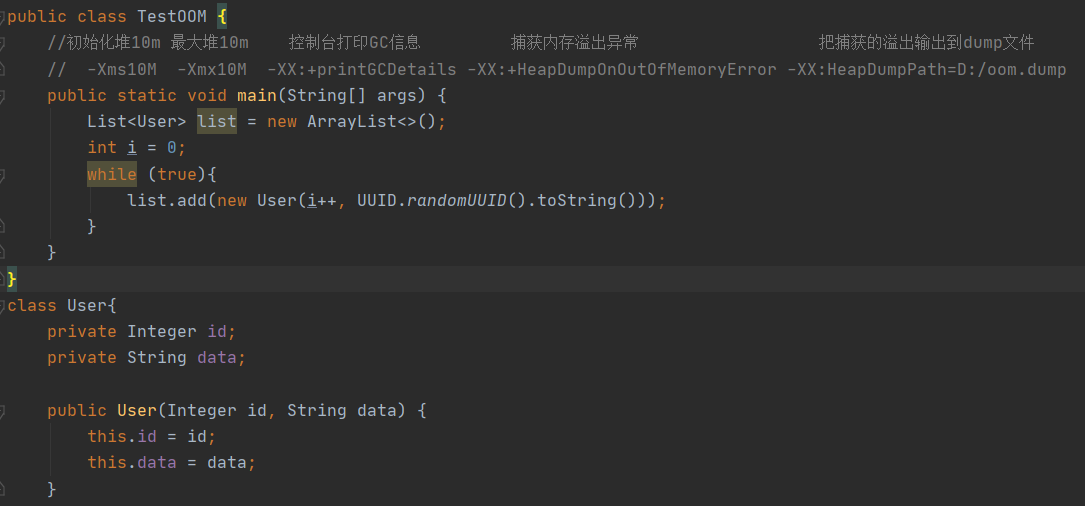 public class TestOOM {
    //初始化堆10m 最大堆10m    控制台打印GC信息         捕获内存溢出异常                  把捕获的溢出输出到dump文件
    //  -Xms10M  -Xmx10M  -XX:+printGCDetails -XX:+HeapDumpOnOutOfMemoryError -XX:HeapDumpPath=D:/oom.dump
    public static void main(String[] args) {
        List<User> list = new ArrayList<>();
        int i = 0;
        while (true){
            list.add(new User(i++, UUID.randomUUID().toString()));
        }
    }
}
class User{
    private Integer id;
    private String data;

    public User(Integer id, String data) {
        this.id = id;
        this.data = data;
    }